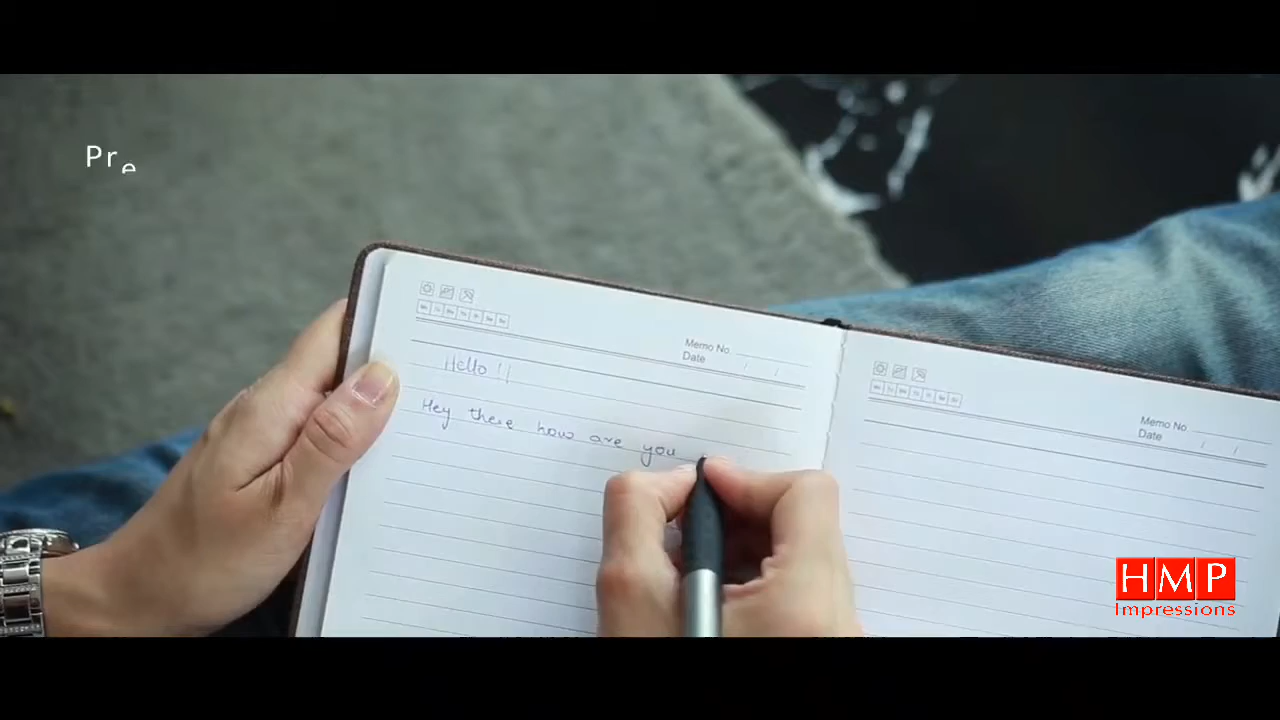 Pre
Memo No.
Date / /
Hello !!
Hey there how are you
Memo No.
Date / /
HMP
Impressions